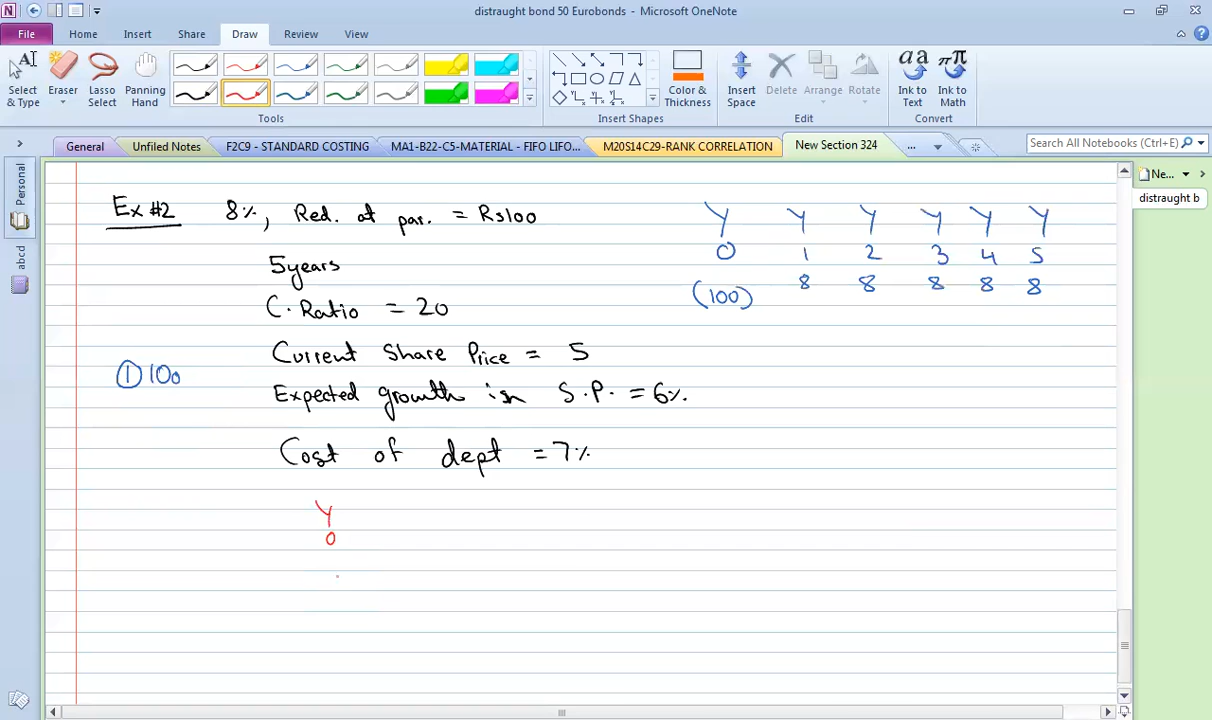 distraught bond 50 Eurobonds - Microsoft OneNote
File Home Insert Share Draw Review View
Select & Type
Eraser
Lasso Select
Panning Hand
Color & Thickness
Insert Space
Delete
Arrange
Rotate
Ink to Text
Ink to Math
Tools
Insert Shapes
Edit
Convert
General
Unfiled Notes
F2C9 - STANDARD COSTING
MA1-B22-C5-MATERIAL - FIFO LIFO...
M20S14C29-RANK CORRELATION
New Section 324
...
Search All Notebooks (Ctrl+E)
Personal
abcd
Ne...
distraught b
Ex #2 8%, Red. at par. = Rs100
5years
C. Ratio = 20
Current Share Price = 5
Expected growth in S.P. = 6%
Cost of dept = 7%
① 100
Y Y Y Y Y Y
0 1 2 3 4 5
(100) 8 8 8 8 8
Y
0